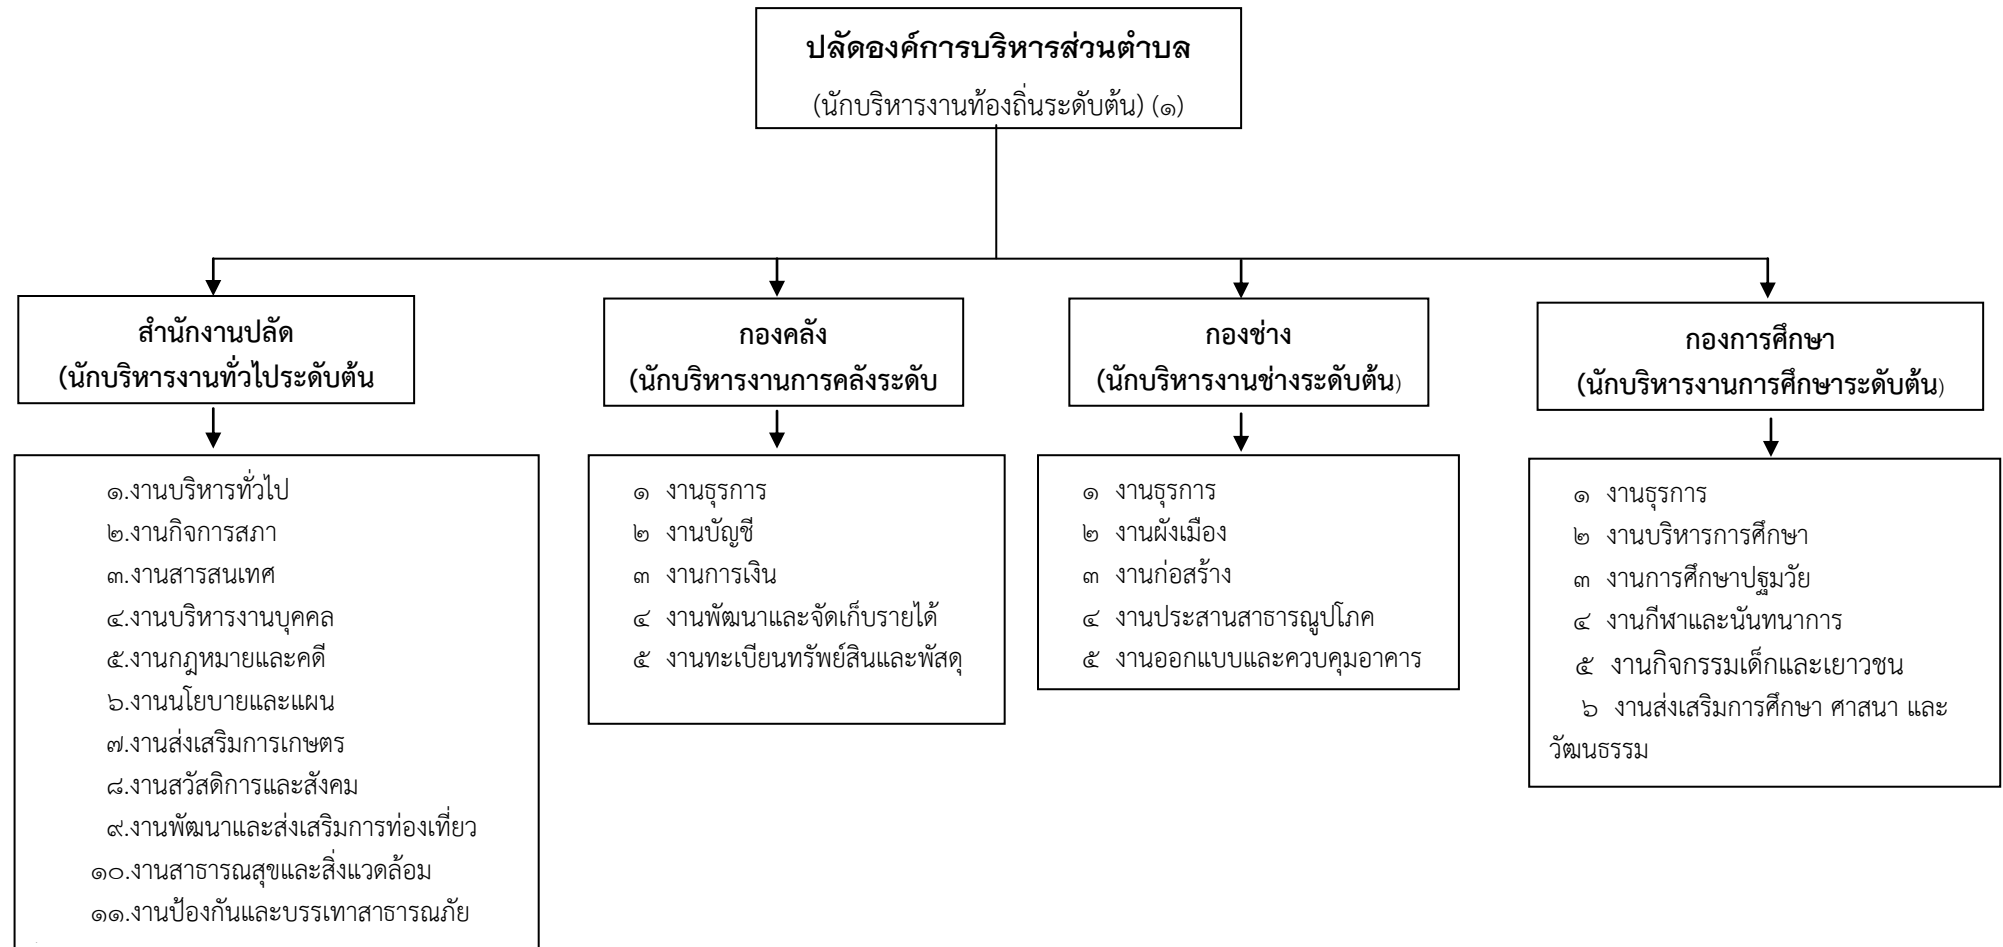 ปลัดองค์การบริหารส่วนตำบล
(นักบริหารงานท้องถิ่นระดับต้น) (๑)
สำนักงานปลัด
(นักบริหารงานทั่วไประดับต้น
กองคลัง
(นักบริหารงานการคลังระดับ
กองช่าง
(นักบริหารงานช่างระดับต้น)
กองการศึกษา
(นักบริหารงานการศึกษาระดับต้น)
๑.งานบริหารทั่วไป
๒.งานกิจการสภา
๓.งานสารสนเทศ
๔.งานบริหารงานบุคคล
๕.งานกฎหมายและคดี
๖.งานนโยบายและแผน
๗.งานส่งเสริมการเกษตร
๘.งานสวัสดิการและสังคม
๙.งานพัฒนาและส่งเสริมการท่องเที่ยว
๑๐.งานสาธารณสุขและสิ่งแวดล้อม
๑๑.งานป้องกันและบรรเทาสาธารณภัย
๑ งานธุรการ
๒ งานบัญชี
๓ งานการเงิน
๔ งานพัฒนาและจัดเก็บรายได้
๕ งานทะเบียนทรัพย์สินและพัสดุ
๑ งานธุรการ
๒ งานผังเมือง
๓ งานก่อสร้าง
๔ งานประสานสาธารณูปโภค
๕ งานออกแบบและควบคุมอาคาร
๑ งานธุรการ
๒ งานบริหารการศึกษา
๓ งานการศึกษาปฐมวัย
๔ งานกีฬาและนันทนาการ
๕ งานกิจกรรมเด็กและเยาวชน
๖ งานส่งเสริมการศึกษา ศาสนา และ
วัฒนธรรม